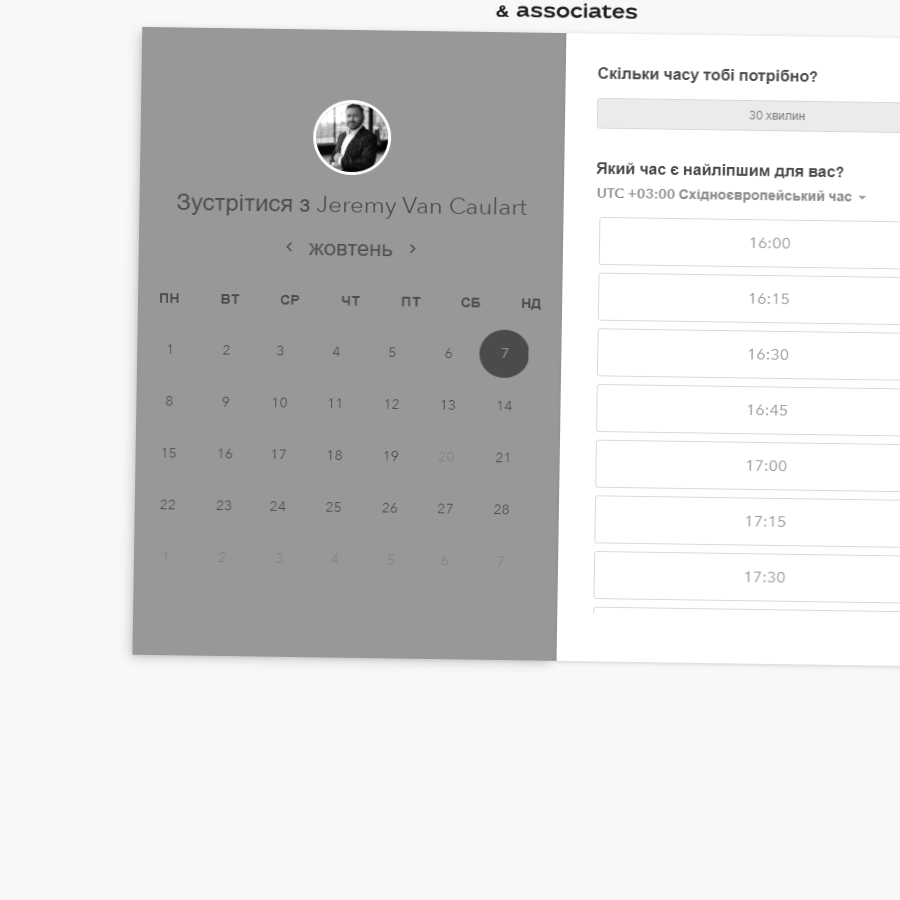 & associates
Зустрітися з Jeremy Van Caulart
жовтень
ПН ВТ СР ЧТ ПТ СБ НД
1 2 3 4 5 6 7
8 9 10 11 12 13 14
15 16 17 18 19 20 21
22 23 24 25 26 27 28
1 2 3 4 5 6 7
Скільки часу тобі потрібно?
30 хвилин
Який час є найліпшим для вас?
UTC +03:00 Східноєвропейський час
16:00
16:15
16:30
16:45
17:00
17:15
17:30